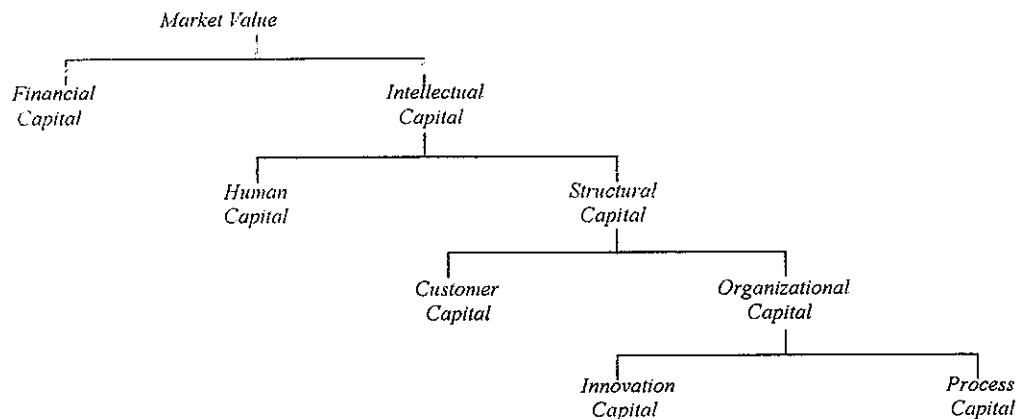 Market Value
Financial
Capital
Intellectual
Capital
Human
Capital
Structural
Capital
Customer
Capital
Organizational
Capital
Innovation
Capital
Process
Capital